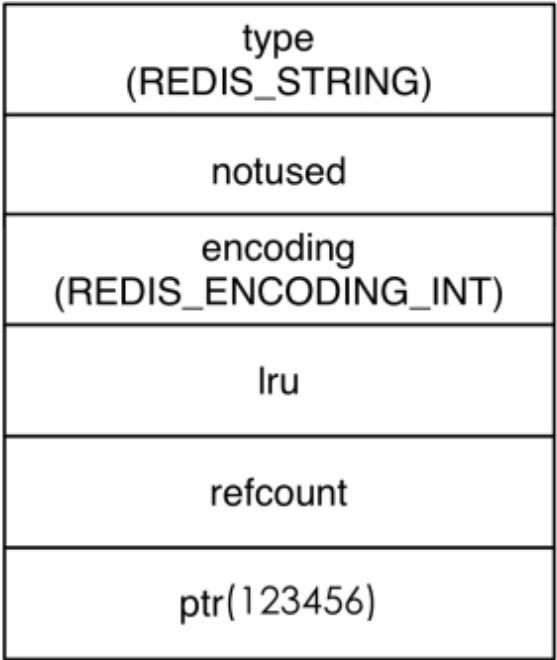 type
(REDIS_STRING)
notused
encoding
(REDIS_ENCODING_INT)
lru
refcount
ptr(123456)